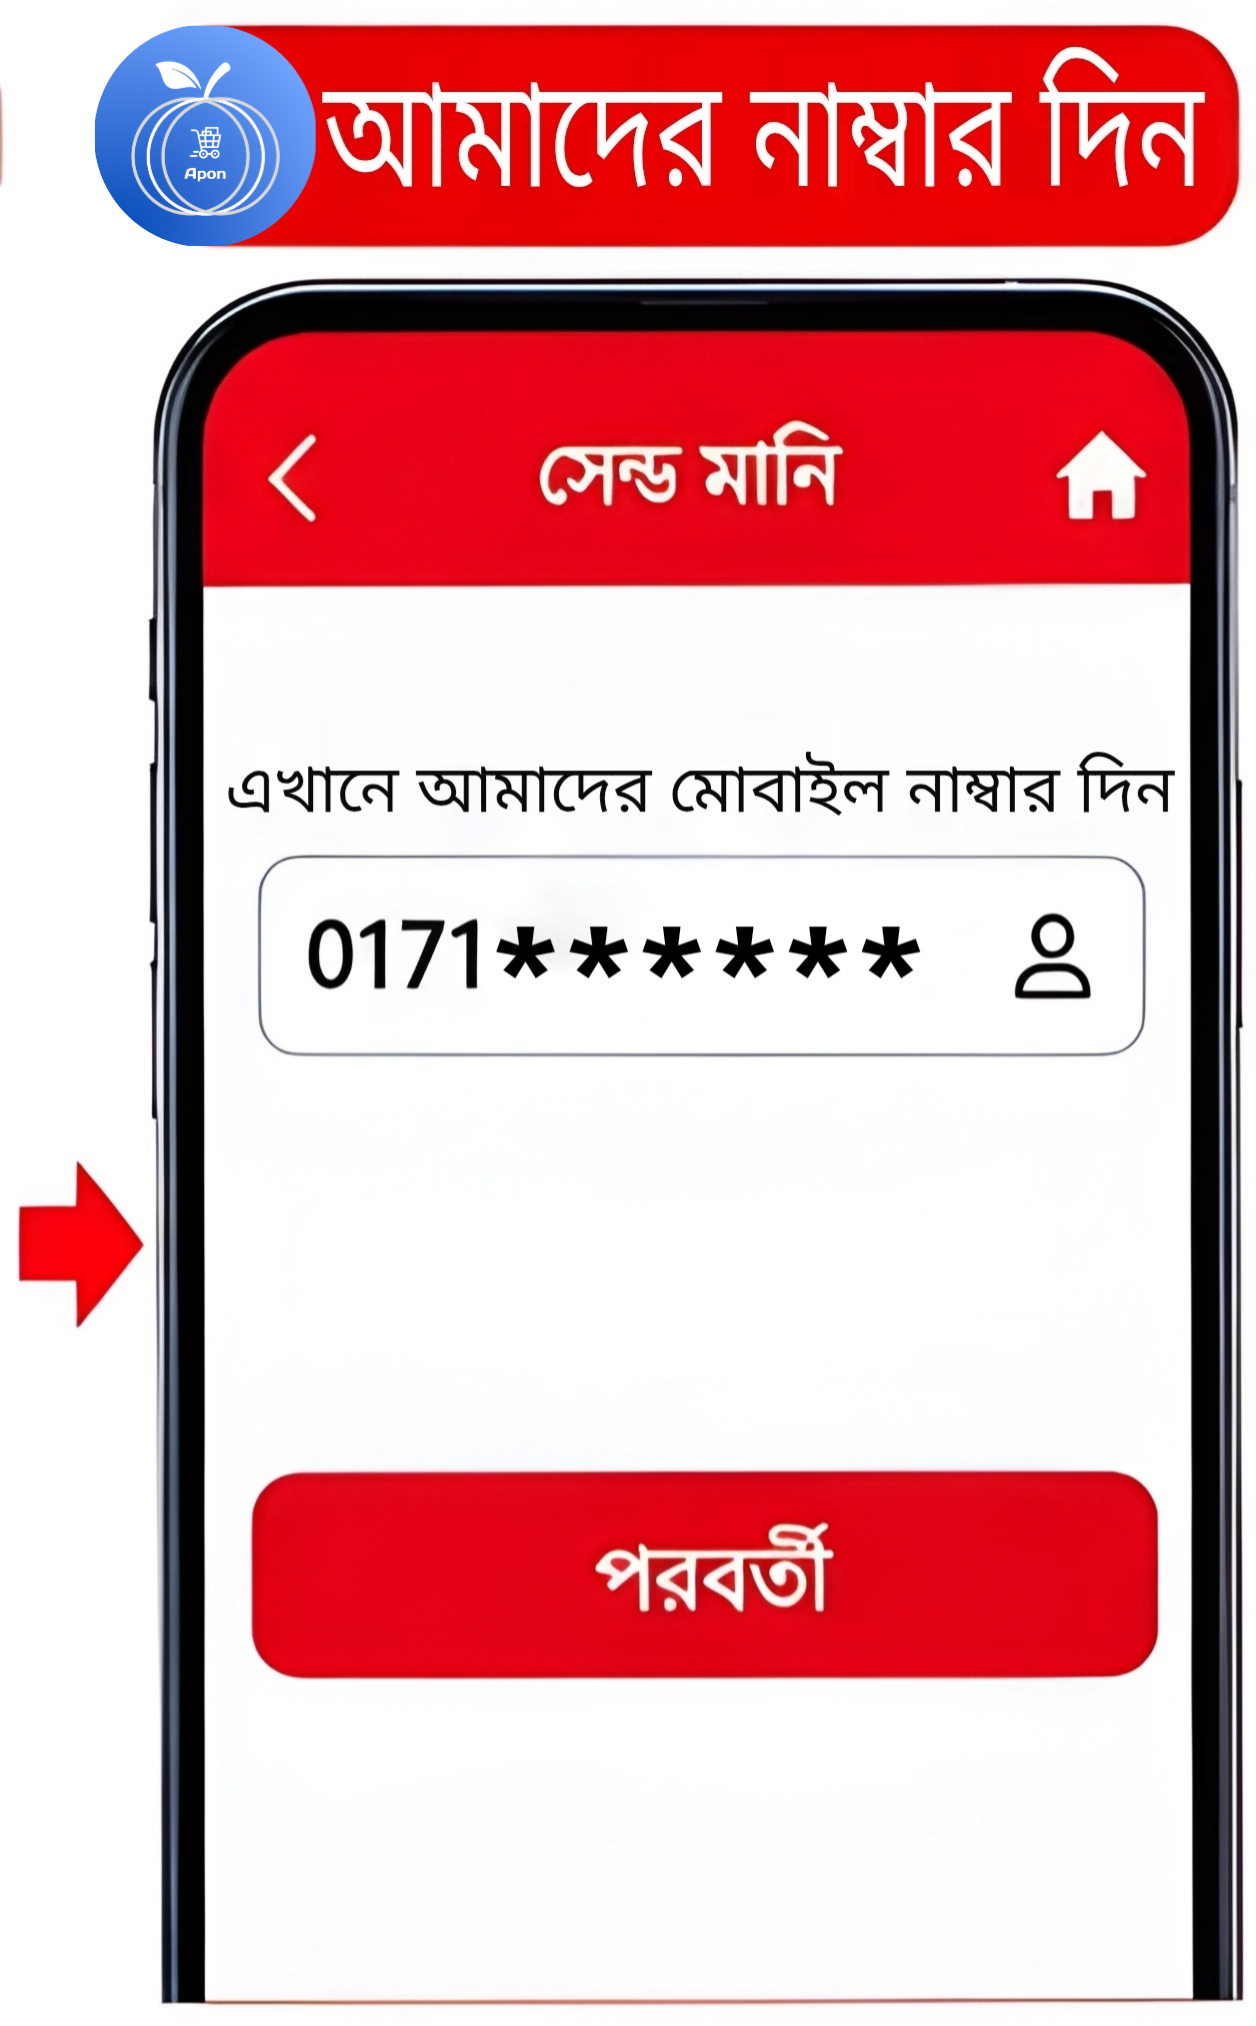 Apon
আমাদের নাম্বার দিন
সেন্ড মানি
এখানে আমাদের মোবাইল নাম্বার দিন
0171******
পরবর্তী